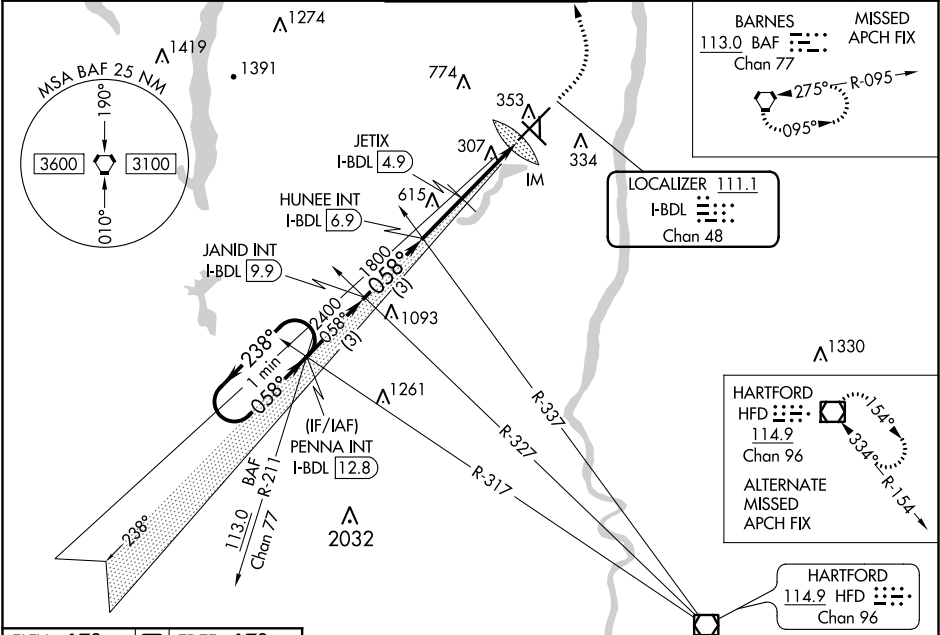 1274
1419
1391
MSA BAF 25 NM
190°
3600
3100
010°
774
353
307
334
IM
JETIX
I-BDL 4.9
615
HUNEE INT
I-BDL 6.9
JANID INT
I-BDL 9.9
1800
058°
(3)
2400
058°
(3)
1093
238°
1 min
058°
1261
(IF/IAF)
PENNA INT
I-BDL 12.8
BAF
R-211
113.0
Chan 77
238°
2032
R-337
R-327
R-317
BARNES
113.0 BAF
Chan 77
MISSED
APCH FIX
275°
R-095
095°
LOCALIZER 111.1
I-BDL
Chan 48
1330
HARTFORD
HFD
114.9
Chan 96
154°
334°
R-154
ALTERNATE
MISSED
APCH FIX
HARTFORD
114.9 HFD
Chan 96